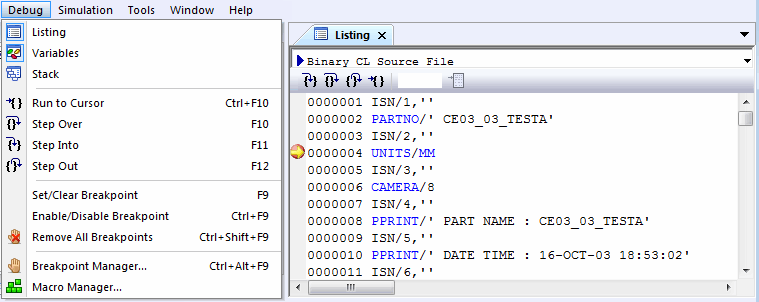 Debug Simulation Tools Window Help
Listing
Variables
Stack
Run to Cursor Ctrl+F10
Step Over F10
Step Into F11
Step Out F12
Set/Clear Breakpoint F9
Enable/Disable Breakpoint Ctrl+F9
Remove All Breakpoints Ctrl+Shift+F9
Breakpoint Manager... Ctrl+Alt+F9
Macro Manager...
Listing
Binary CL Source File
0000001 ISN/1,''
0000002 PARTNO/' CE03_03_TESTA'
0000003 ISN/2,''
0000004 UNITS/MM
0000005 ISN/3,''
0000006 CAMERA/8
0000007 ISN/4,''
0000008 PPRINT/' PART NAME : CE03_03_TESTA'
0000009 ISN/5,''
0000010 PPRINT/' DATE TIME : 16-OCT-03 18:53:02'
0000011 ISN/6,''